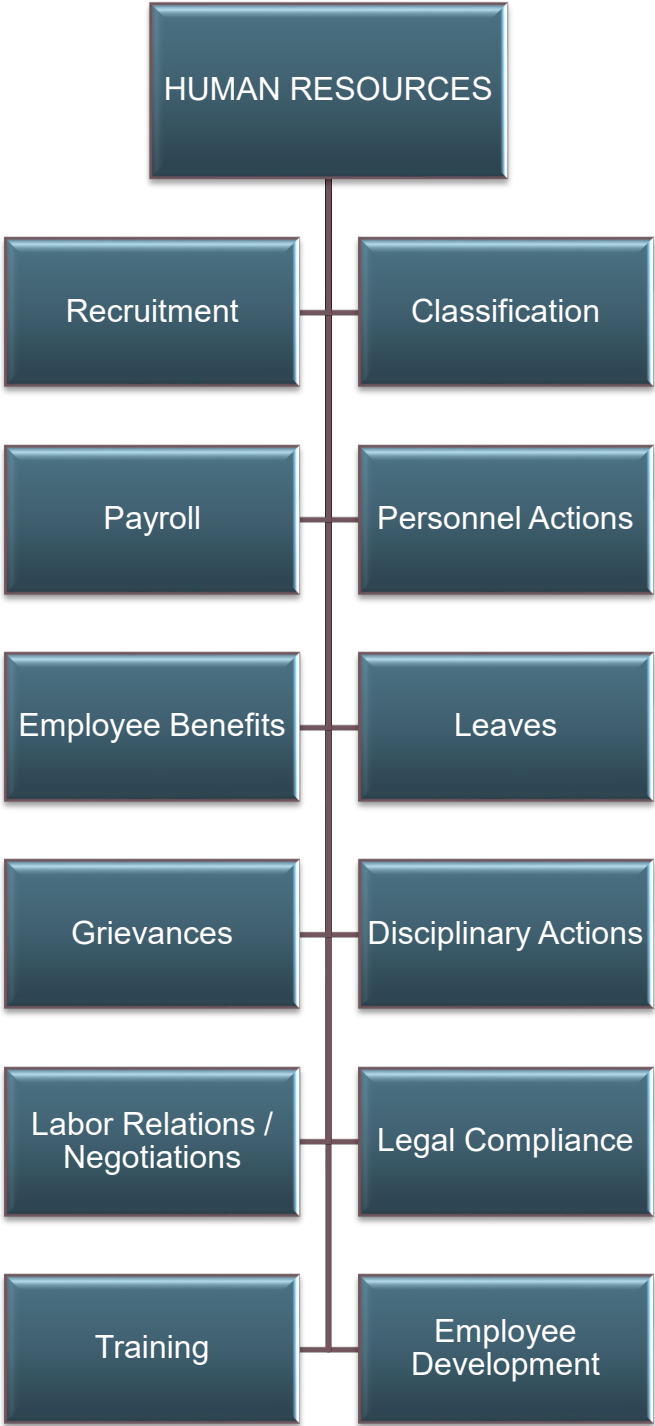 HUMAN RESOURCES
Recruitment
Classification
Payroll
Personnel Actions
Employee Benefits
Leaves
Grievances
Disciplinary Actions
Labor Relations /
Negotiations
Legal Compliance
Training
Employee
Development